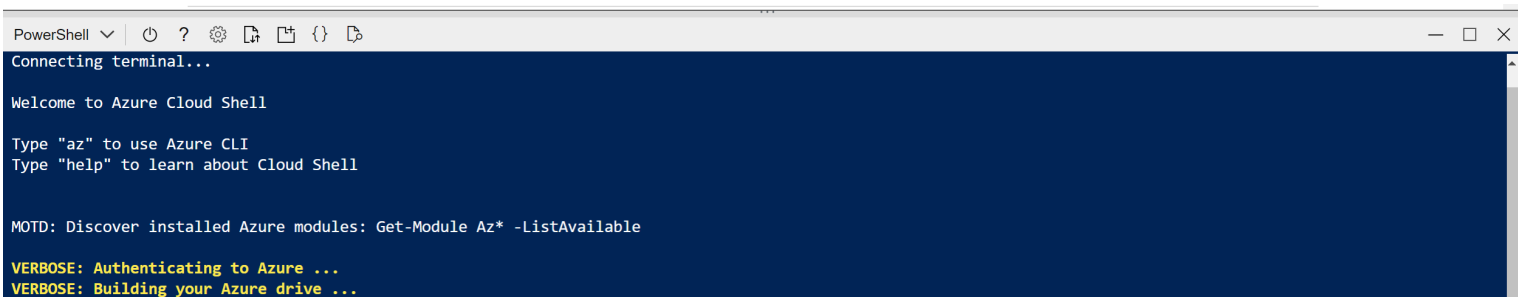 PowerShell
Connecting terminal...
Welcome to Azure Cloud Shell
Type "az" to use Azure CLI
Type "help" to learn about Cloud Shell
MOTD: Discover installed Azure modules: Get-Module Az* -ListAvailable
VERBOSE: Authenticating to Azure ...
VERBOSE: Building your Azure drive ...